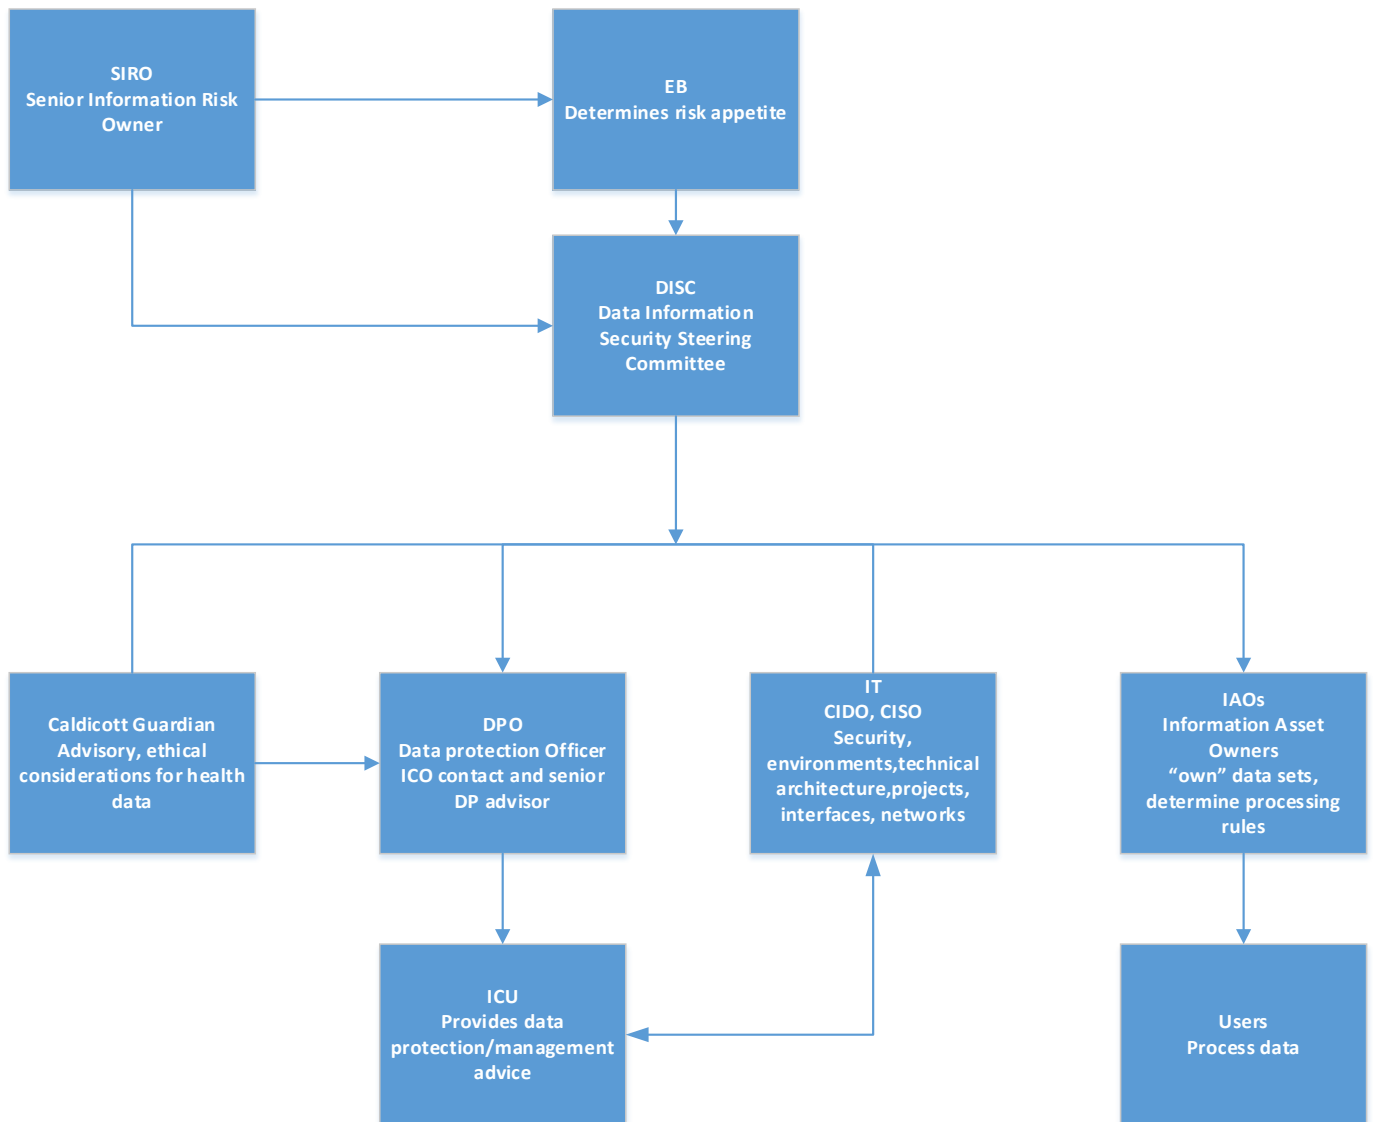 SIRO
Senior Information Risk
Owner
EB
Determines risk appetite
DISC
Data Information
Security Steering
Committee
Caldicott Guardian
Advisory, ethical
considerations for health
data
DPO
Data protection Officer
ICO contact and senior
DP advisor
IT
CIDO, CISO
Security,
environments,technical
architecture,projects,
interfaces, networks
IAOs
Information Asset
Owners
“own” data sets,
determine processing
rules
ICU
Provides data
protection/management
advice
Users
Process data